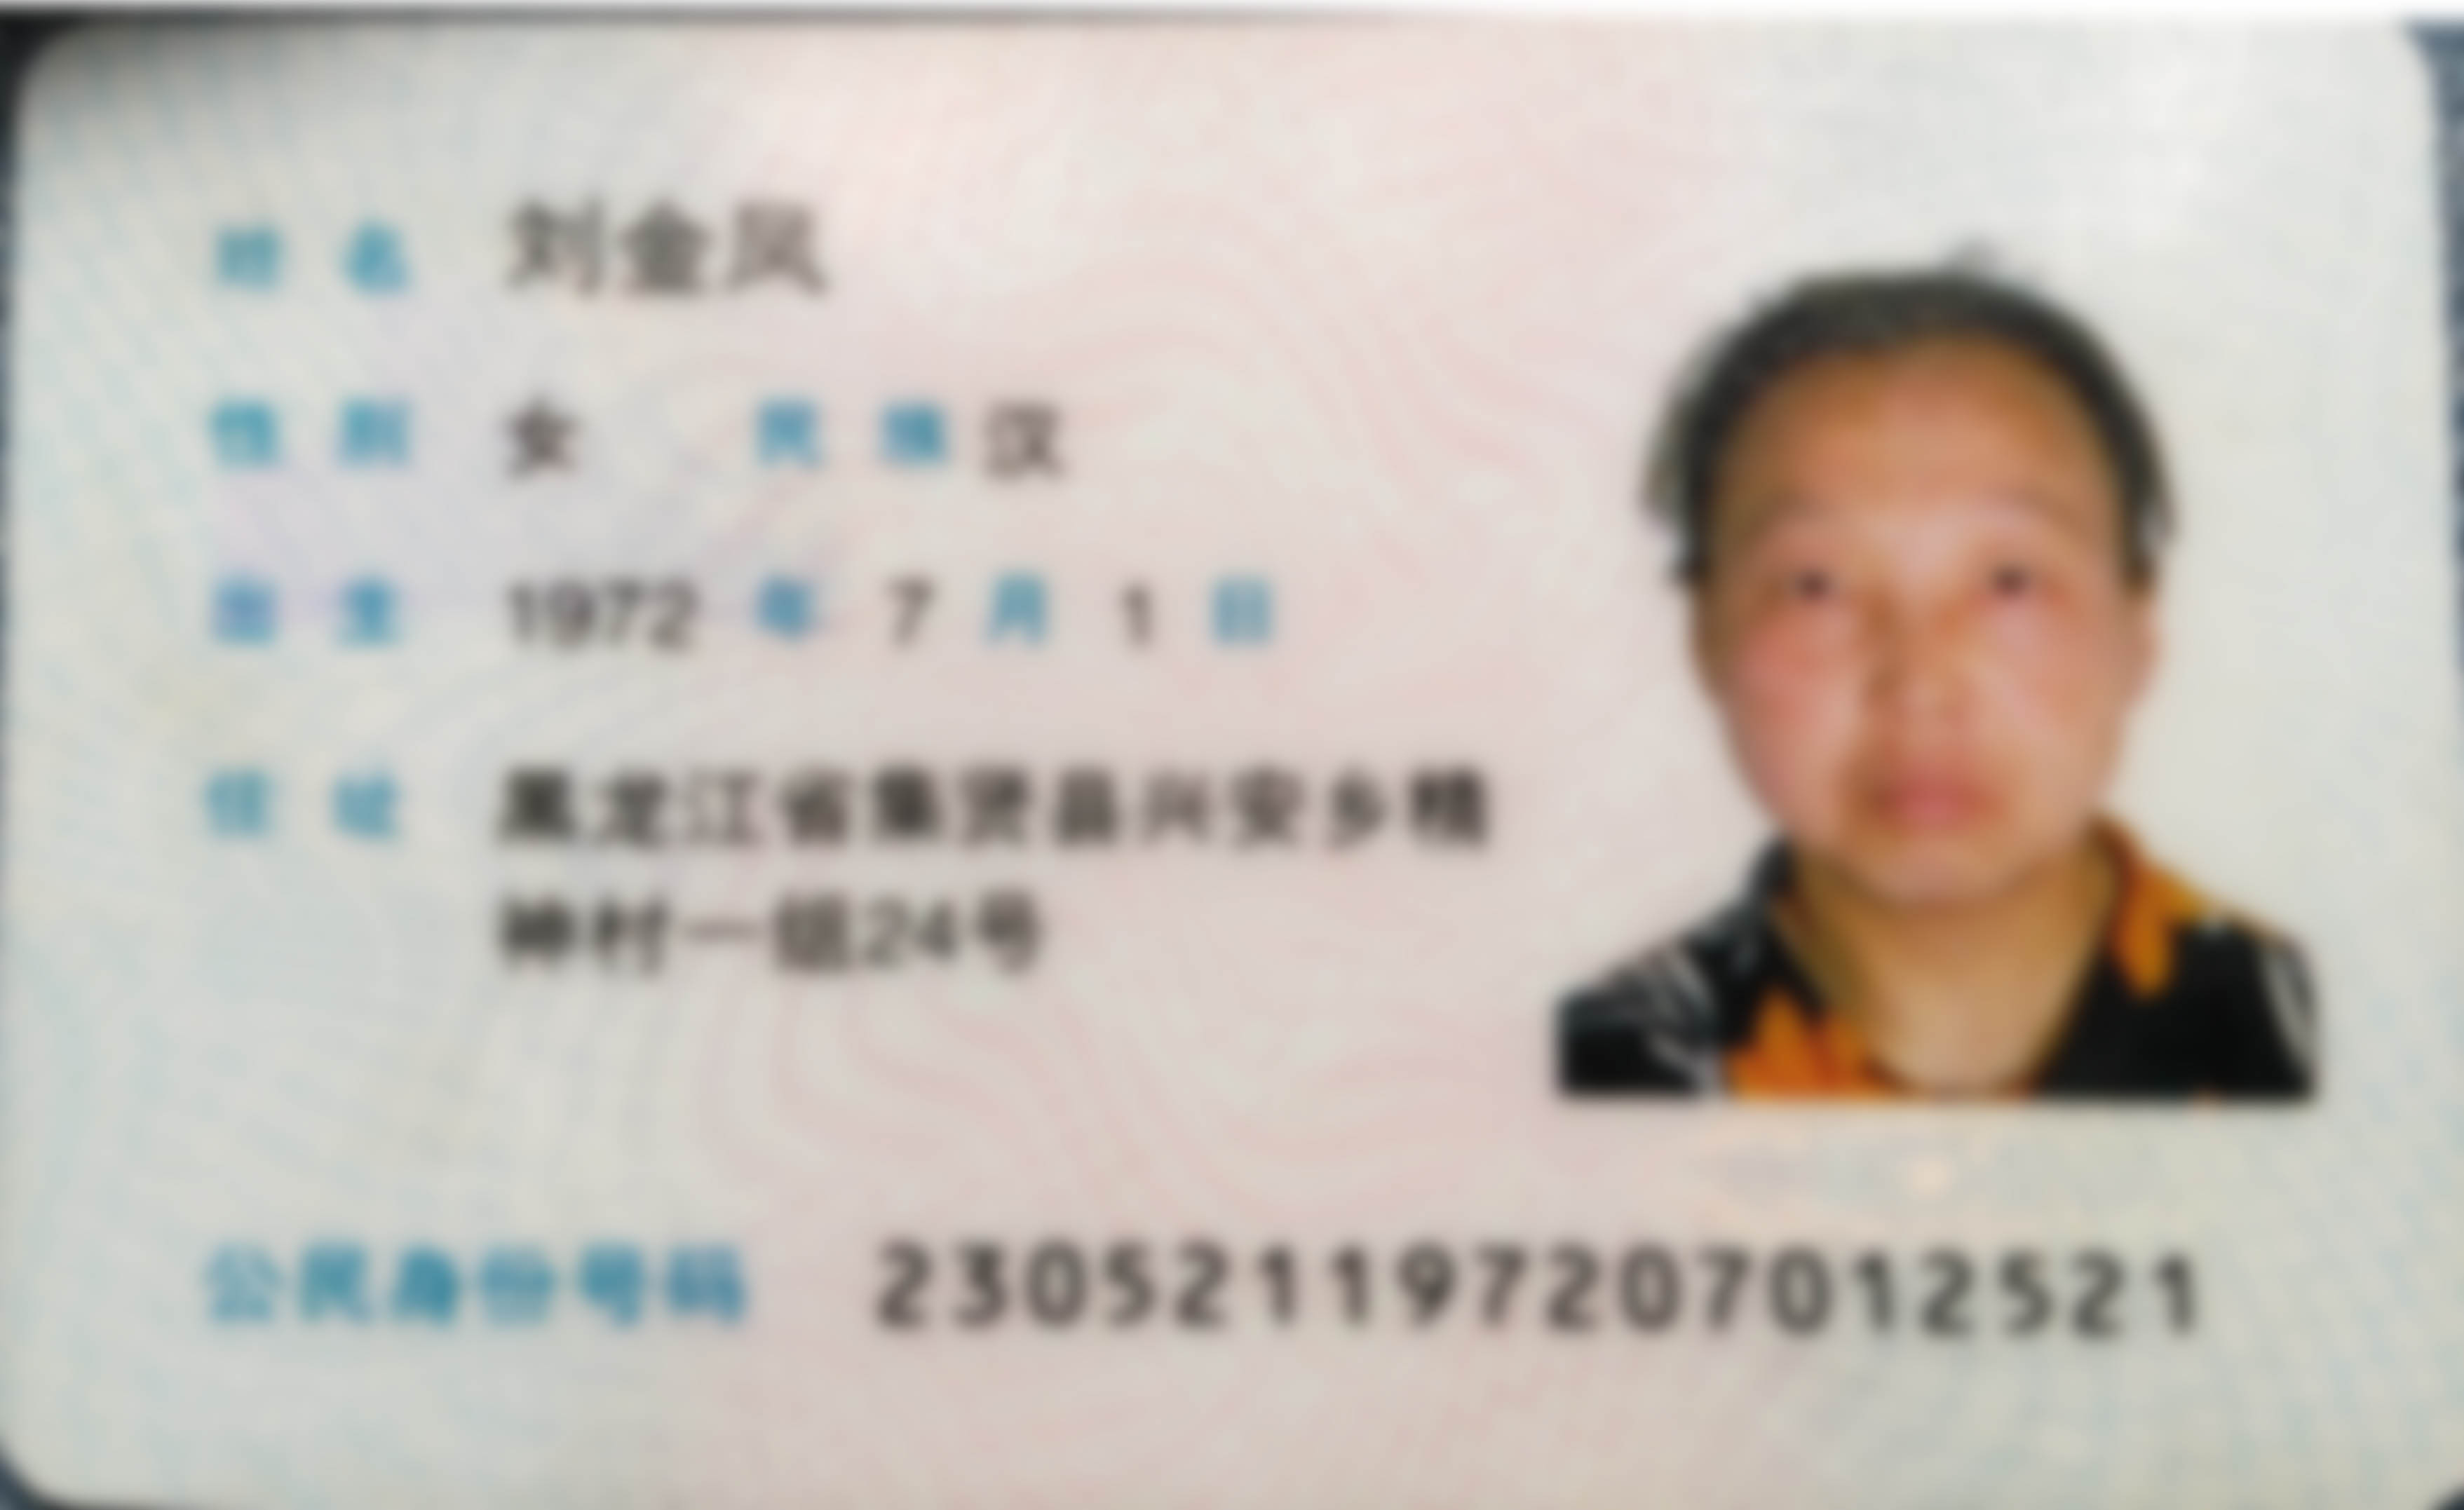 姓名 刘金凤
性别 女 民族 汉
出生 1972 年 7 月 1 日
住址 黑龙江省集贤县兴安乡精
神村一组24号
公民身份号码 230521197207012521